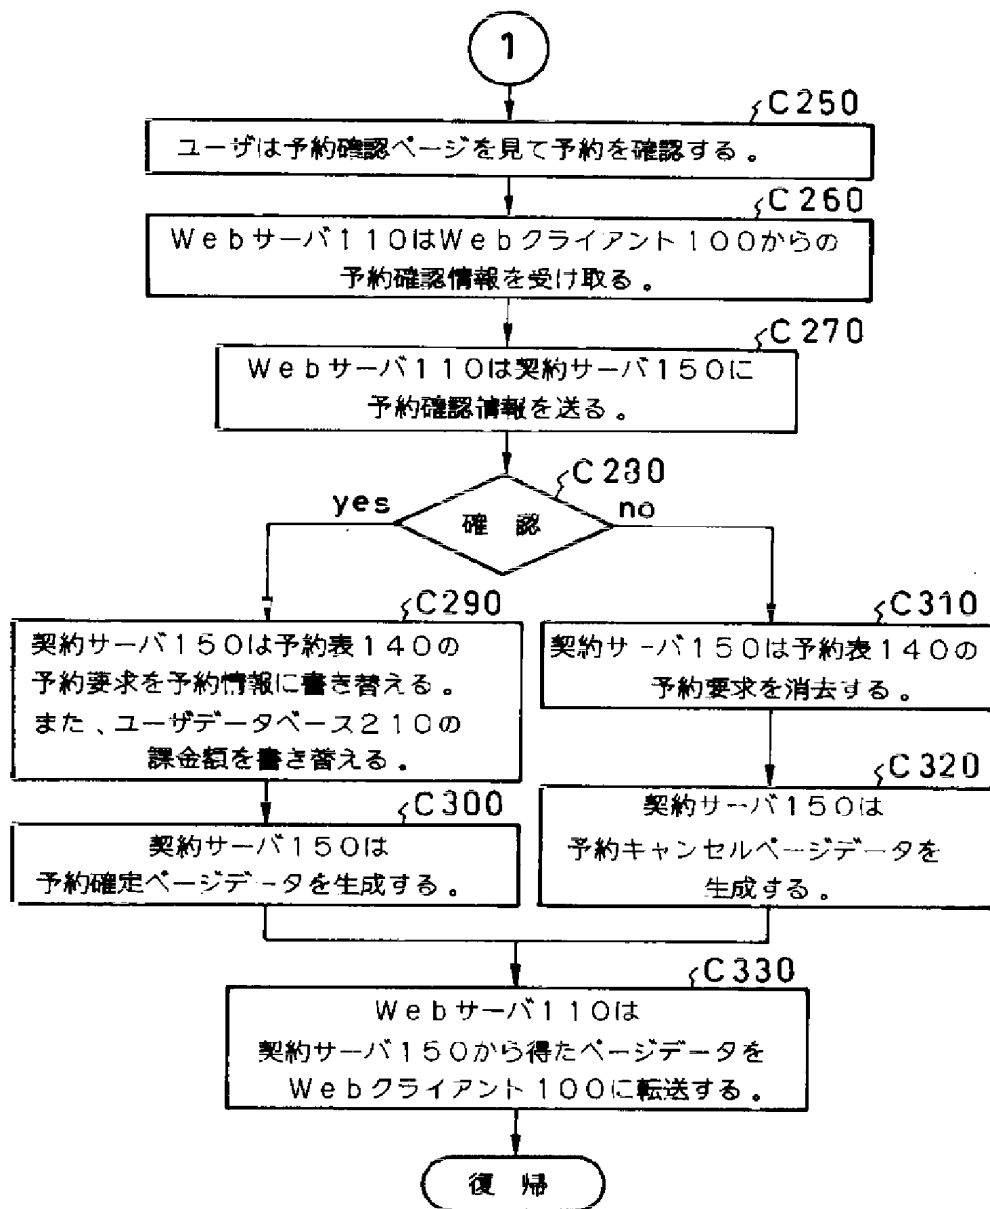 1
C250
ユーザは予約確認ページを見て予約を確認する。
C260
Webサーバ110はWebクライアント100からの
予約確認情報を受け取る。
C270
Webサーバ110は契約サーバ150に
予約確認情報を送る。
C280
yes
確認
no
C290
契約サーバ150は予約表140の
予約要求を予約情報に書き替える。
また、ユーザデータベース210の
課金額を書き替える。
C310
契約サーバ150は予約表140の
予約要求を消去する。
C300
契約サーバ150は
予約確定ページデータを生成する。
C320
契約サーバ150は
予約キャンセルページデータを
生成する。
C330
Webサーバ110は
契約サーバ150から得たページデータを
Webクライアント100に転送する。
復帰